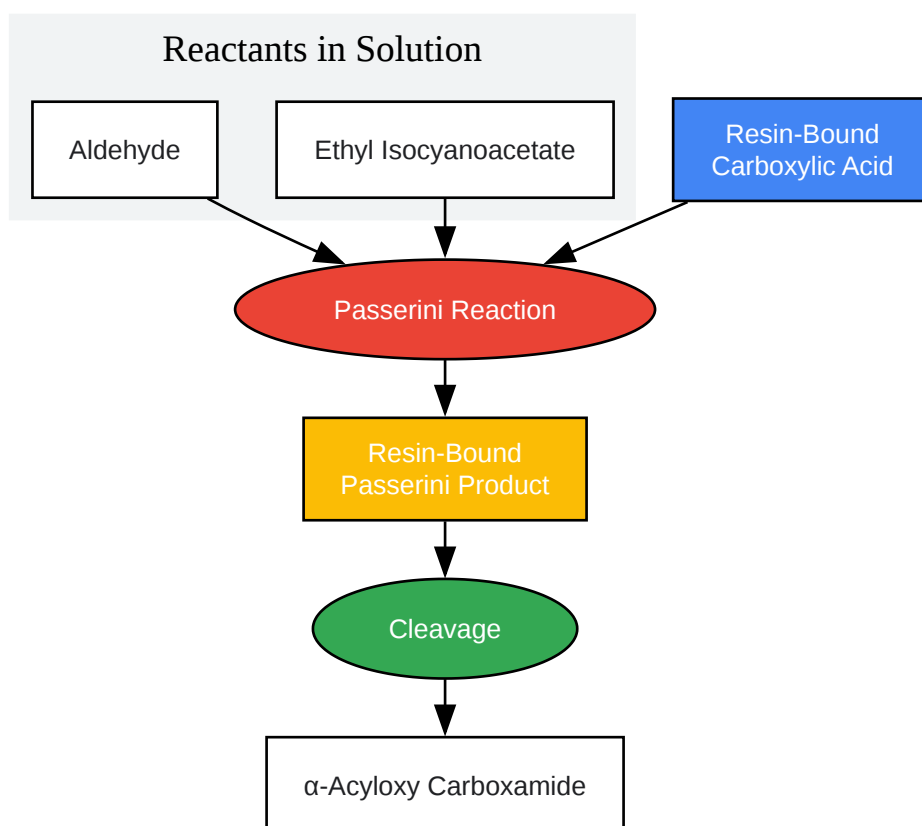 Reactants in Solution
Aldehyde
Ethyl Isocyanoacetate
Resin-Bound
Carboxylic Acid
Passerini Reaction
Resin-Bound
Passerini Product
Cleavage
α-Acyloxy Carboxamide